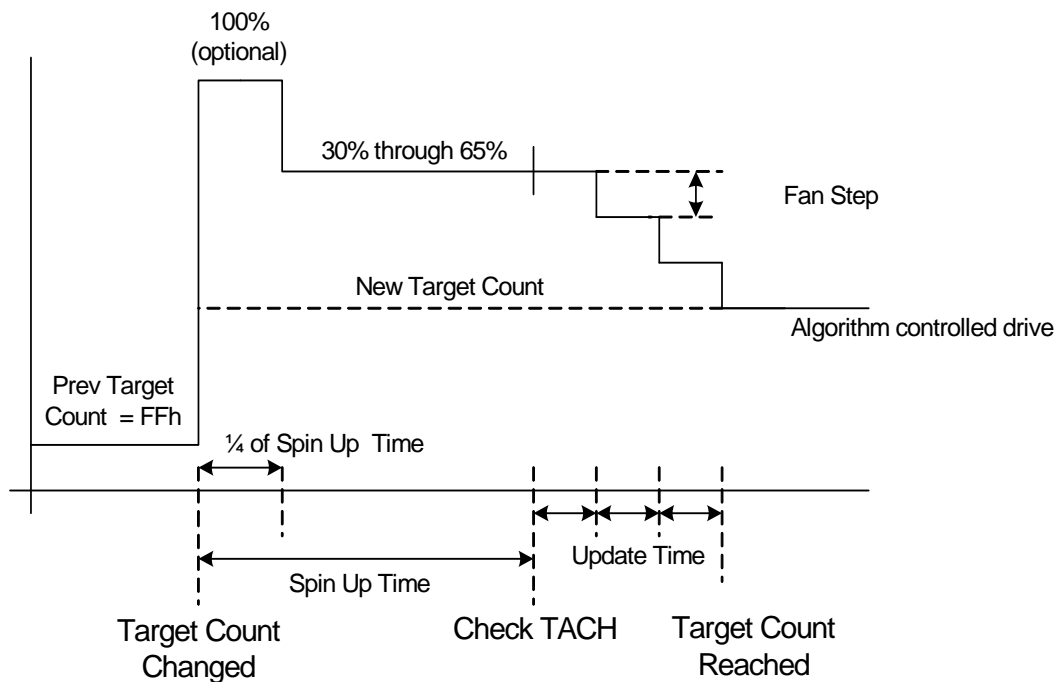 100%
(optional)
30% through 65%
Fan Step
New Target Count
Algorithm controlled drive
Prev Target
Count = FFh
¼ of Spin Up Time
Update Time
Spin Up Time
Target Count
Changed
Check TACH
Target Count
Reached